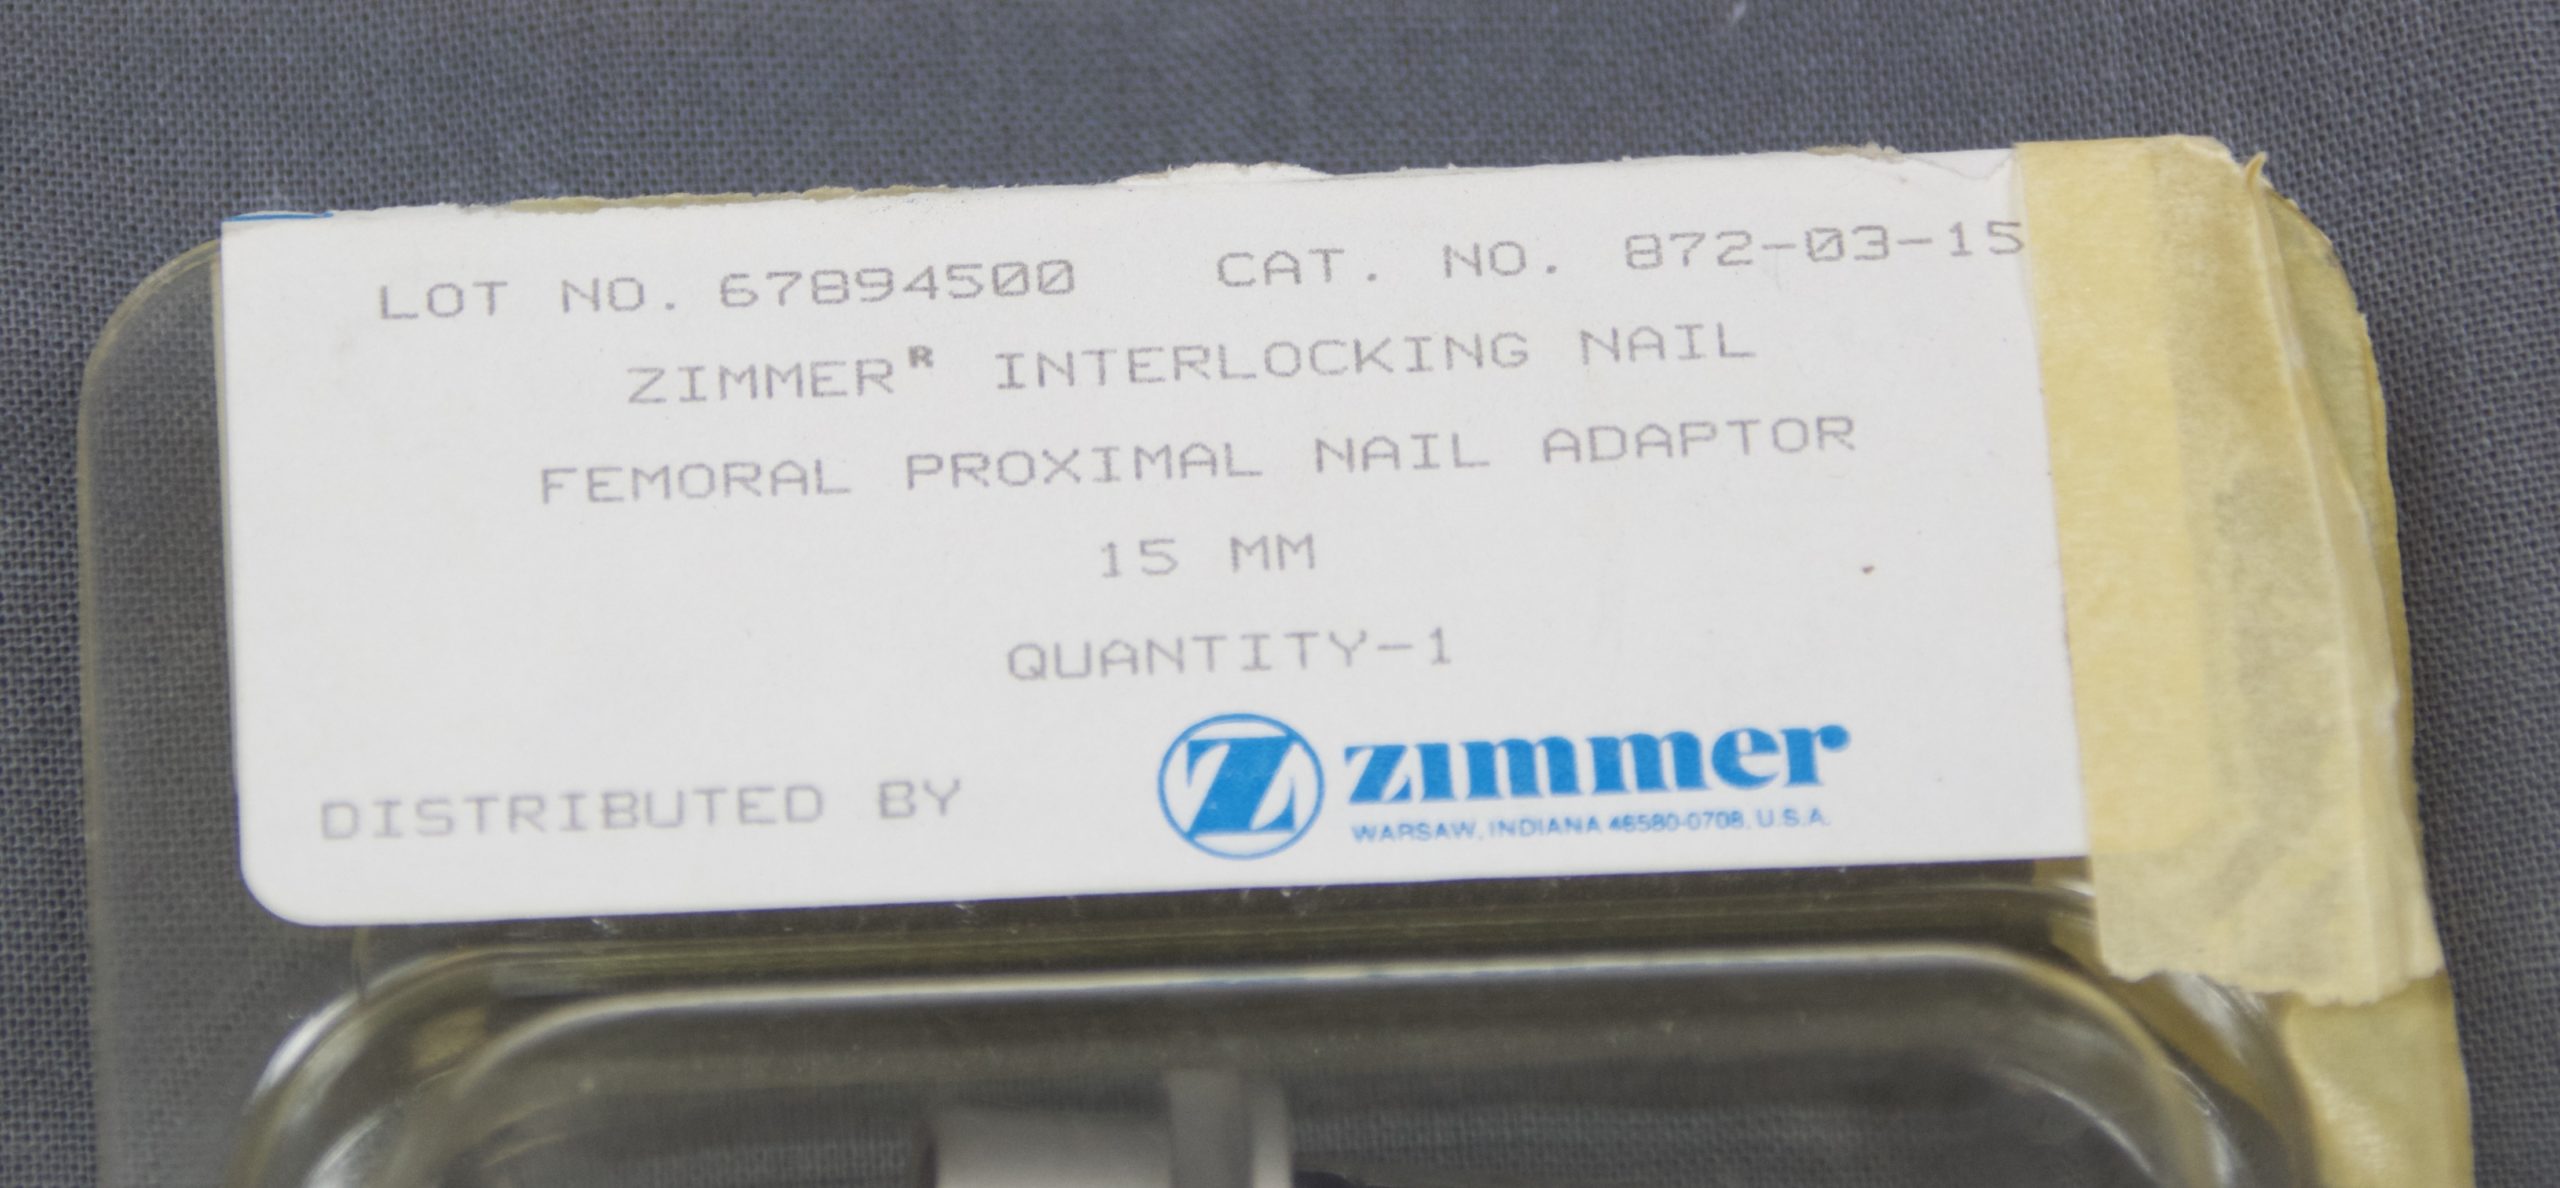 LOT NO. 67894500 CAT. NO. 872-03-15
ZIMMER® INTERLOCKING NAIL
FEMORAL PROXIMAL NAIL ADAPTOR
15 MM
QUANTITY-1
DISTRIBUTED BY Z zimmer
WARSAW, INDIANA 46580-0708, U.S.A.